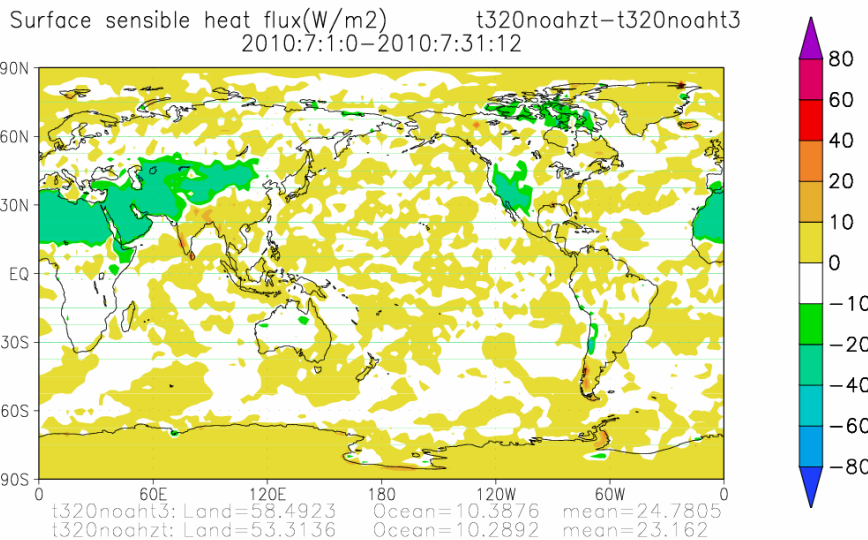 Surface sensible heat flux(W/m2) t320noahzt-t320noaht3
2010:7:1:0-2010:7:31:12
90N
60N
30N
EQ
30S
60S
90S
0 60E 120E 180 120W 60W 0
80
60
40
20
10
0
-10
-20
-40
-60
-80
t320noaht3: Land=58.4923 Ocean=10.3876 mean=24.7805
t320noahzt: Land=53.3136 Ocean=10.2892 mean=23.162